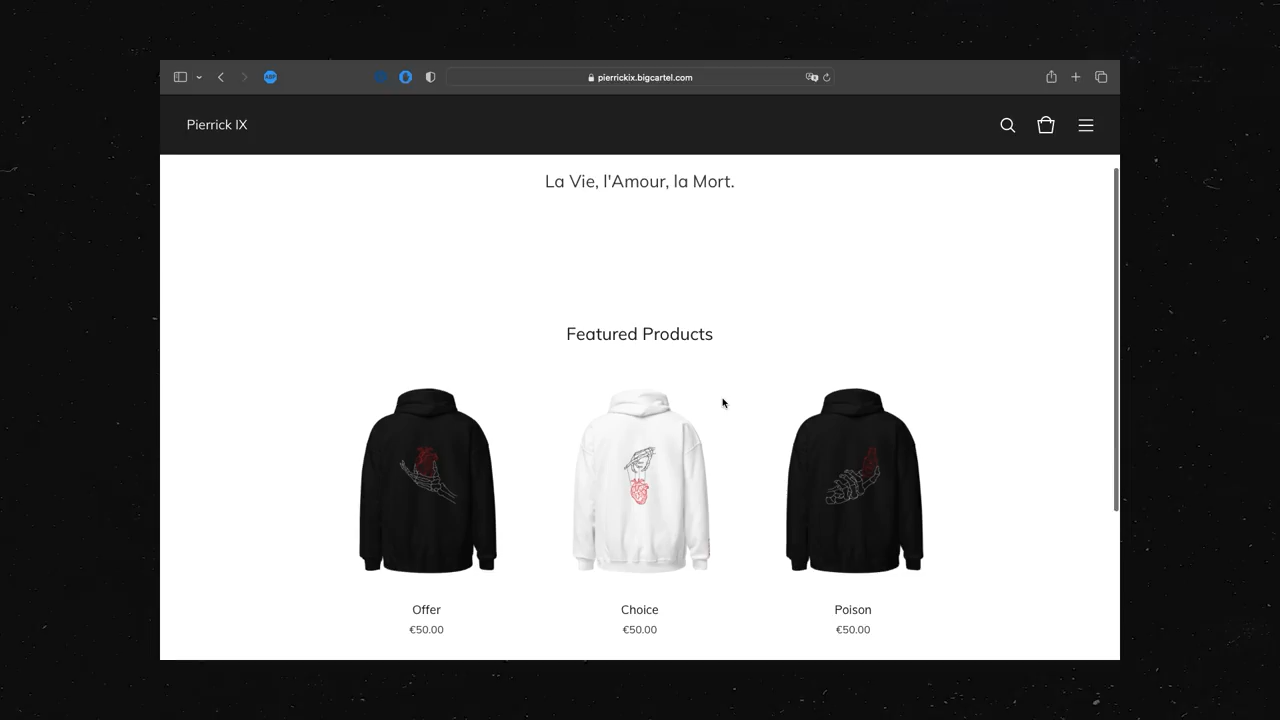 ABP
pierrickix.bigcartel.com
Pierrick IX
La Vie, l'Amour, la Mort.
Featured Products
Offer
Choice
Poison
€50.00
€50.00
€50.00